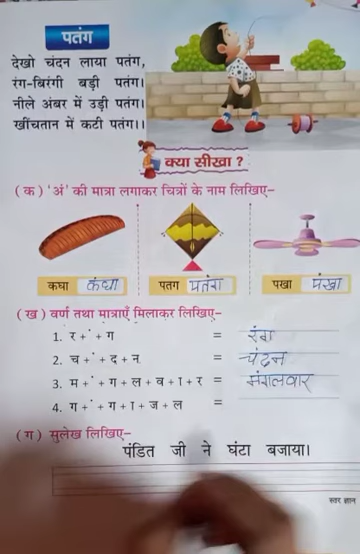 पतंग
देखो चंदन लाया पतंग,
रंग-बिरंगी बड़ी पतंग।
नीले अंबर में उड़ी पतंग।
खींचतान में कटी पतंग।।
क्या सीखा ?
(क) 'अं' की मात्रा लगाकर चित्रों के नाम लिखिए–
कघा कंघा पतग पतंग पखा पंखा
(ख) वर्ण तथा मात्राएँ मिलाकर लिखिए–
1. र + ं + ग = रंग
2. च + ं + द + न = चंदन
3. म + ं + ग + ल + व + ा + र = मंगलवार
4. ग + ं + ग + ा + ज + ल =
(ग) सुलेख लिखिए–
पंडित जी ने घंटा बजाया।
स्तर ज्ञान